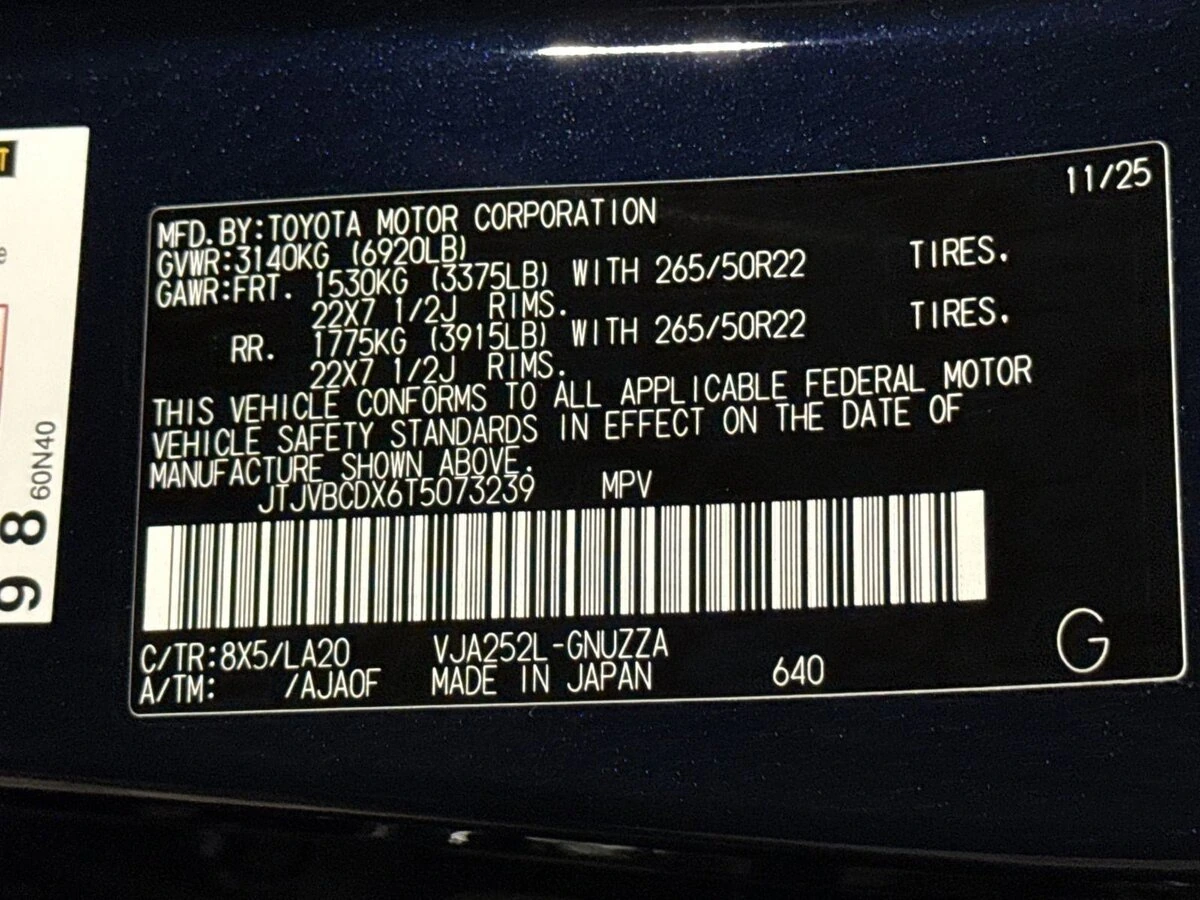 11/25
MFD. BY:TOYOTA MOTOR CORPORATION
GVWR:3140KG (6920LB)
GAWR:FRT. 1530KG (3375LB) WITH 265/50R22 TIRES.
22X7 1/2J RIMS.
RR. 1775KG (3915LB) WITH 265/50R22 TIRES.
22X7 1/2J RIMS.
THIS VEHICLE CONFORMS TO ALL APPLICABLE FEDERAL MOTOR
VEHICLE SAFETY STANDARDS IN EFFECT ON THE DATE OF
MANUFACTURE SHOWN ABOVE.
JTJVBCDX6T5073239 MPV
C/TR:8X5/LA20 VJA252L-GNUZZA
A/TM: /AJA0F MADE IN JAPAN 640
G
60N40
98